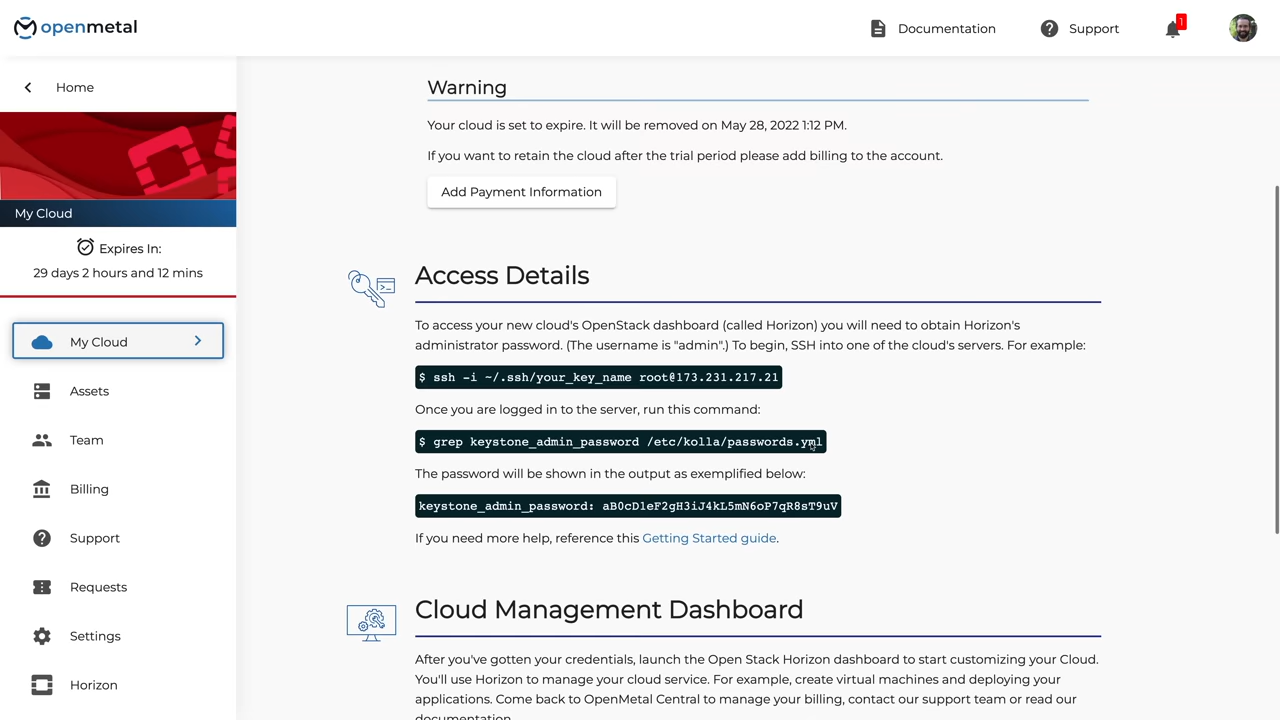 openmetal
Documentation
Support
1
Home
My Cloud
Expires In:
29 days 2 hours and 12 mins
My Cloud
Assets
Team
Billing
Support
Requests
Settings
Horizon
Warning
Your cloud is set to expire. It will be removed on May 28, 2022 1:12 PM.
If you want to retain the cloud after the trial period please add billing to the account.
Add Payment Information
Access Details
To access your new cloud's OpenStack dashboard (called Horizon) you will need to obtain Horizon's
administrator password. (The username is "admin".) To begin, SSH into one of the cloud's servers. For example:
$ ssh -i ~/.ssh/your_key_name root@173.231.217.21
Once you are logged in to the server, run this command:
$ grep keystone_admin_password /etc/kolla/passwords.yml
The password will be shown in the output as exemplified below:
keystone_admin_password: aB0cD1eF2gH3iJ4kL5mN6oP7qR8sT9uV
If you need more help, reference this Getting Started guide.
Cloud Management Dashboard
After you've gotten your credentials, launch the Open Stack Horizon dashboard to start customizing your Cloud.
You'll use Horizon to manage your cloud service. For example, create virtual machines and deploying your
applications. Come back to OpenMetal Central to manage your billing, contact our support team or read our
documentation.